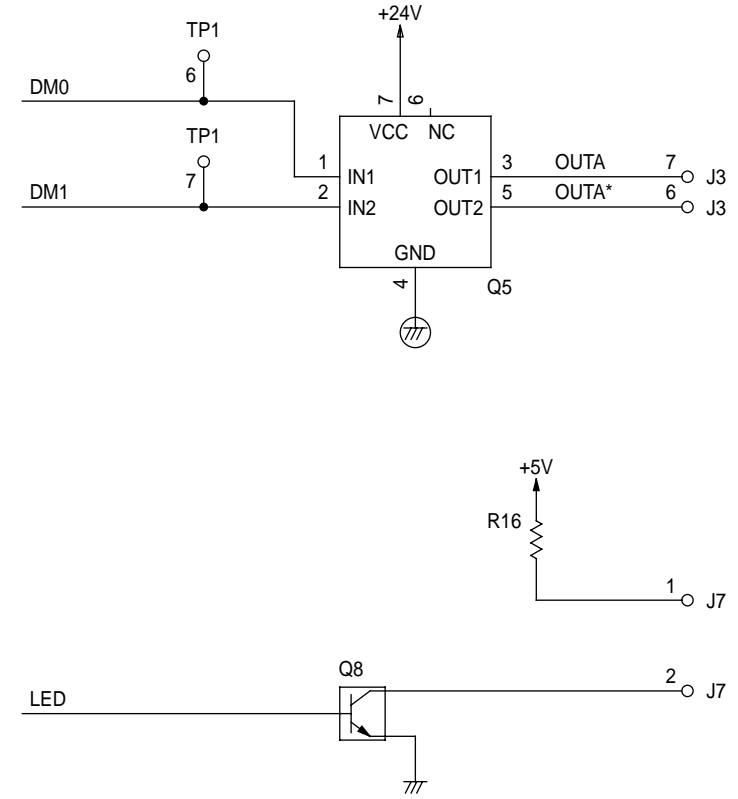 +24V
TP1
6
DM0
7 6
VCC NC
TP1
1 IN1 OUT1 3 OUTA 7 J3
7
DM1 2 IN2 OUT2 5 OUTA* 6 J3
GND
4
Q5
+5V
R16
1 J7
Q8
2 J7
LED